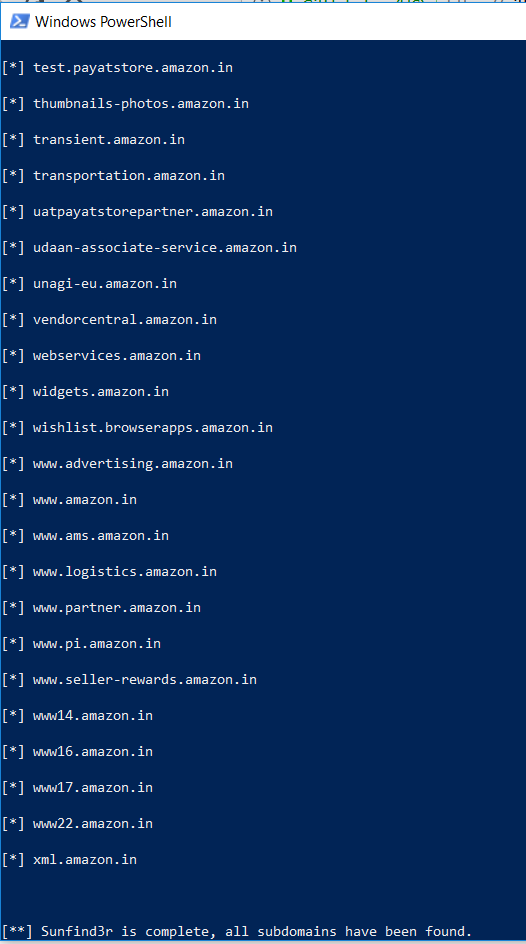 Windows PowerShell
[*] test.payatstore.amazon.in
[*] thumbnails-photos.amazon.in
[*] transient.amazon.in
[*] transportation.amazon.in
[*] uatpayatstorepartner.amazon.in
[*] udaan-associate-service.amazon.in
[*] unagi-eu.amazon.in
[*] vendorcentral.amazon.in
[*] webservices.amazon.in
[*] widgets.amazon.in
[*] wishlist.browserapps.amazon.in
[*] www.advertising.amazon.in
[*] www.amazon.in
[*] www.ams.amazon.in
[*] www.logistics.amazon.in
[*] www.partner.amazon.in
[*] www.pi.amazon.in
[*] www.seller-rewards.amazon.in
[*] www14.amazon.in
[*] www16.amazon.in
[*] www17.amazon.in
[*] www22.amazon.in
[*] xml.amazon.in
[**] Sunfind3r is complete, all subdomains have been found.